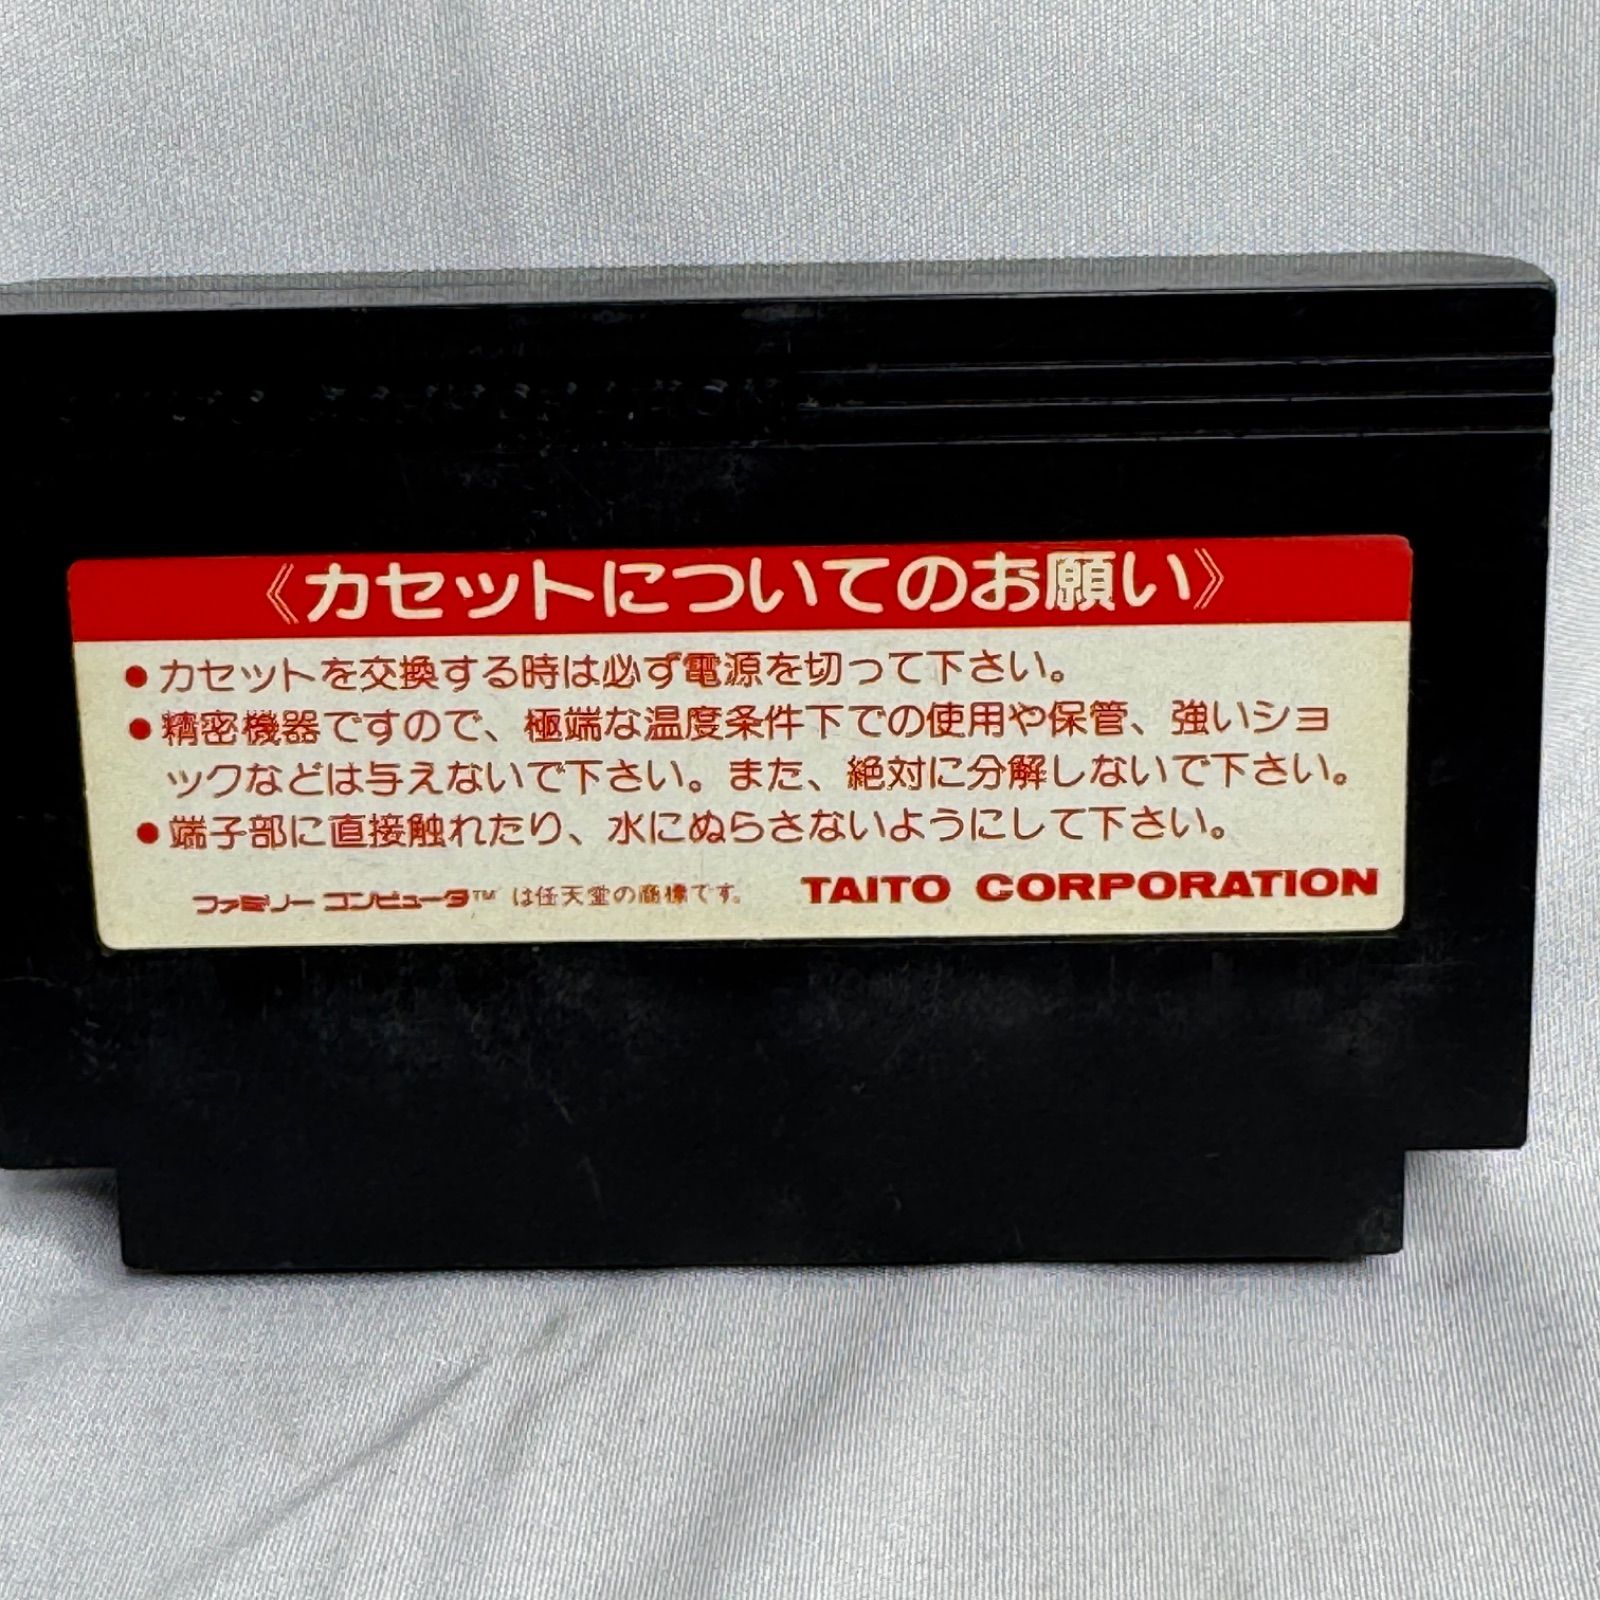 《カセットについてのお願い》
●カセットを交換する時は必ず電源を切って下さい。
●精密機器ですので、極端な温度条件下での使用や保管、強いショ
ックなどは与えないで下さい。また、絶対に分解しないで下さい。
●端子部に直接触れたり、水にぬらさないようにして下さい。
ファミリーコンピュータ™は任天堂の商標です。 TAITO CORPORATION